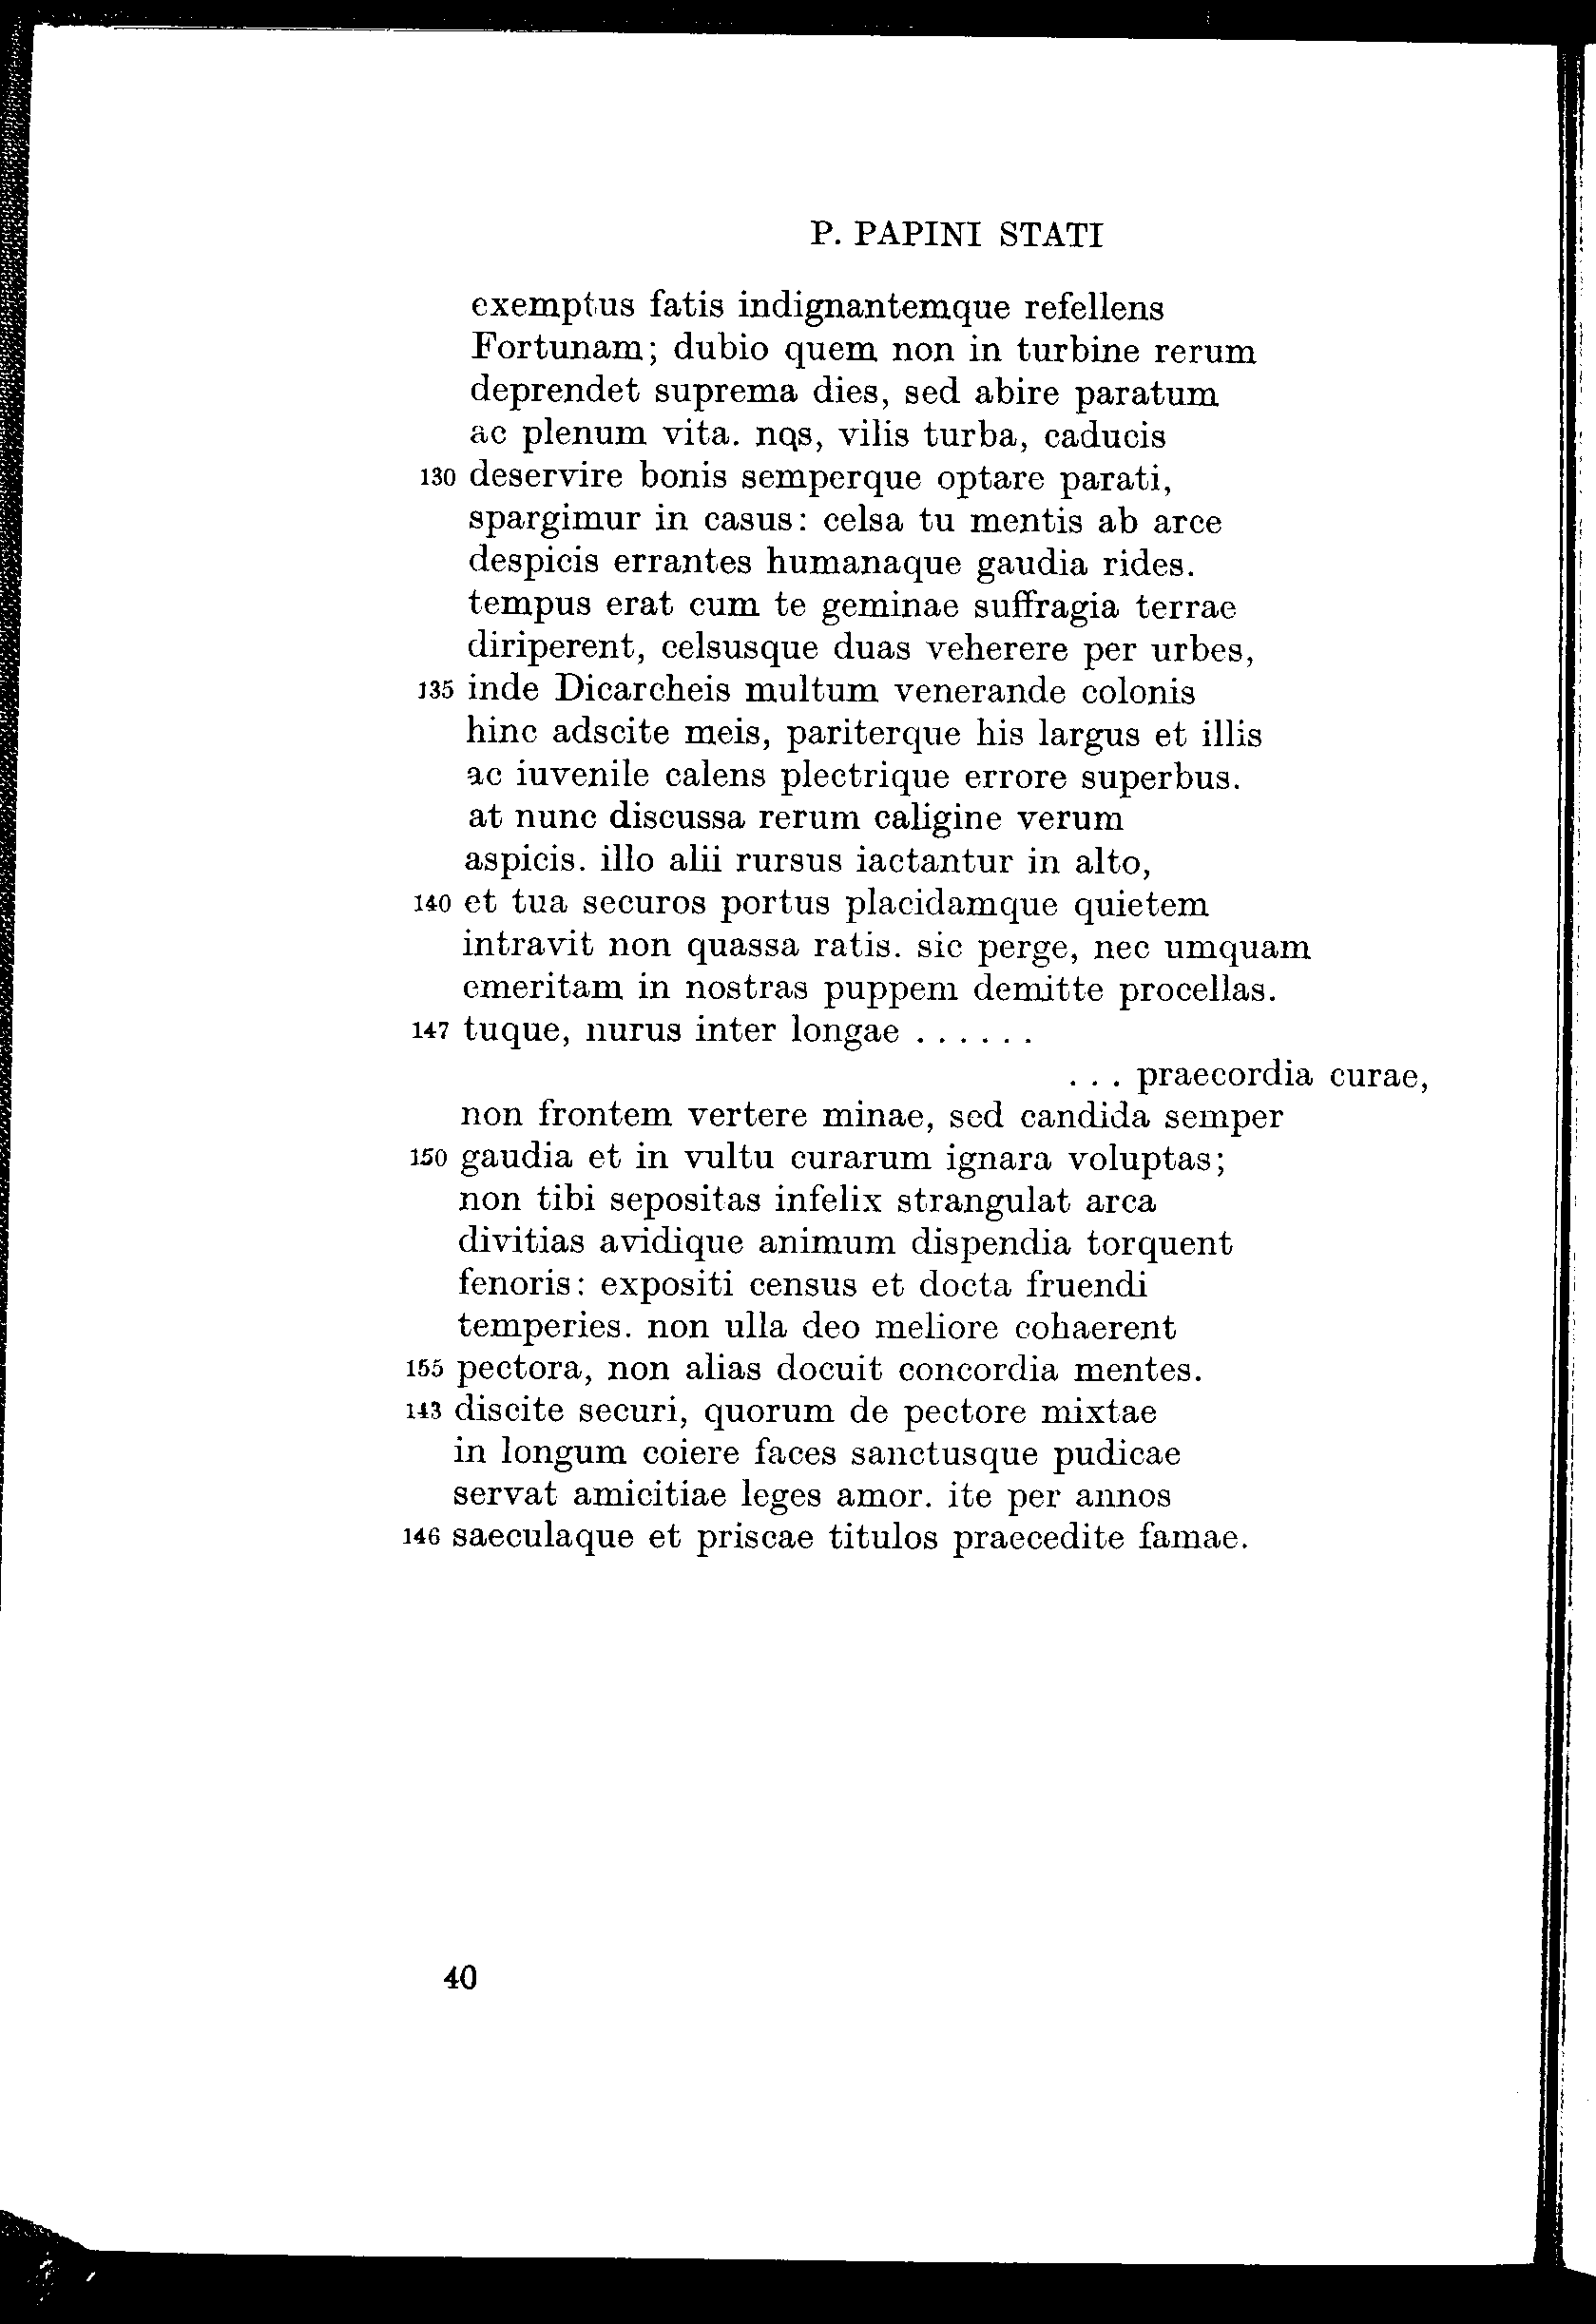 P. PAPINI STATI
exemptus fatis indignantemque refellens
Fortunam; dubio quem non in turbine rerum
deprendet suprema dies, sed abire paratum
ac plenum vita. nos, vilis turba, caducis
130 deservire bonis semperque optare parati,
spargimur in casus: celsa tu mentis ab arce
despicis errantes humanaque gaudia rides.
tempus erat cum te geminae suffragia terrae
diriperent, celsusque duas veherere per urbes,
135 inde Dicarcheis multum venerande colonis
hinc adscite meis, pariterque his largus et illis
ac iuvenile calens plectrique errore superbus.
at nunc discussa rerum caligine verum
aspicis. illo alii rursus iactantur in alto,
140 et tua securos portus placidamque quietem
intravit non quassa ratis. sic perge, nec umquam
emeritam in nostras puppem demitte procellas.
147 tuque, nurus inter longae . . . . . .
. . . praecordia curae,
non frontem vertere minae, sed candida semper
150 gaudia et in vultu curarum ignara voluptas;
non tibi sepositas infelix strangulat arca
divitias avidique animum dispendia torquent
fenoris: expositi census et docta fruendi
temperies. non ulla deo meliore cohaerent
155 pectora, non alias docuit concordia mentes.
143 discite securi, quorum de pectore mixtae
in longum coiere faces sanctusque pudicae
servat amicitiae leges amor. ite per annos
146 saeculaque et priscae titulos praecedite famae.
40